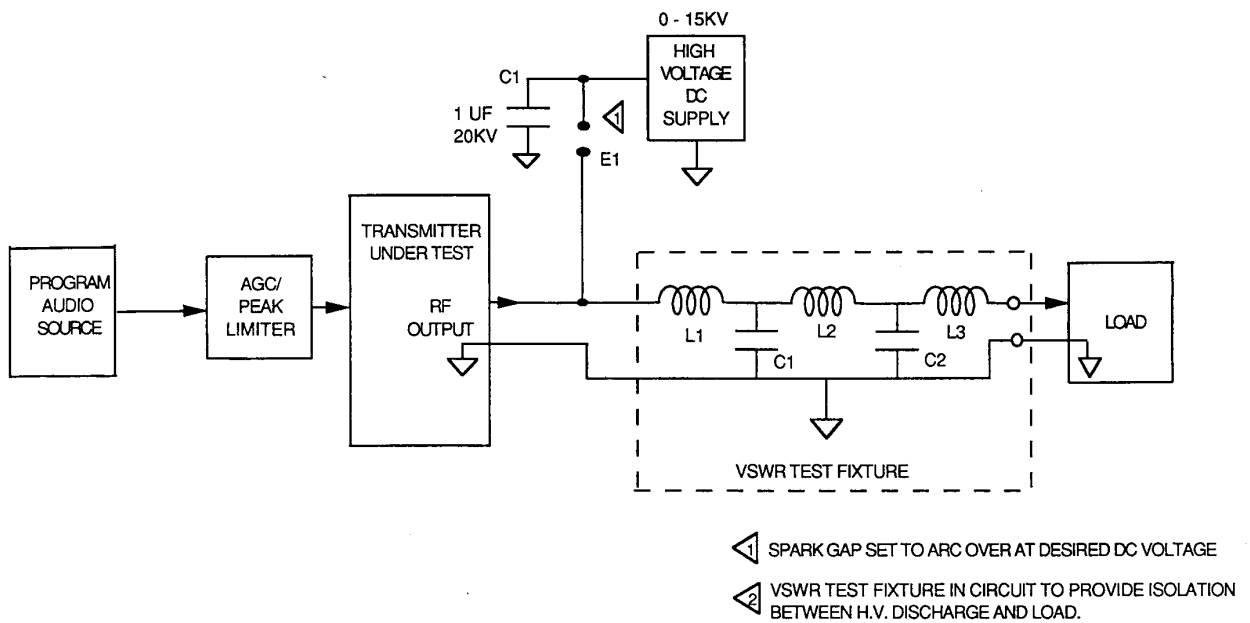 0 - 15KV
HIGH
VOLTAGE
DC
SUPPLY
C1
1 UF
20KV
1
E1
PROGRAM
AUDIO
SOURCE
AGC/
PEAK
LIMITER
TRANSMITTER
UNDER TEST
RF
OUTPUT
L1
C1
L2
C2
L3
LOAD
VSWR TEST FIXTURE
1 SPARK GAP SET TO ARC OVER AT DESIRED DC VOLTAGE
2 VSWR TEST FIXTURE IN CIRCUIT TO PROVIDE ISOLATION
BETWEEN H.V. DISCHARGE AND LOAD.